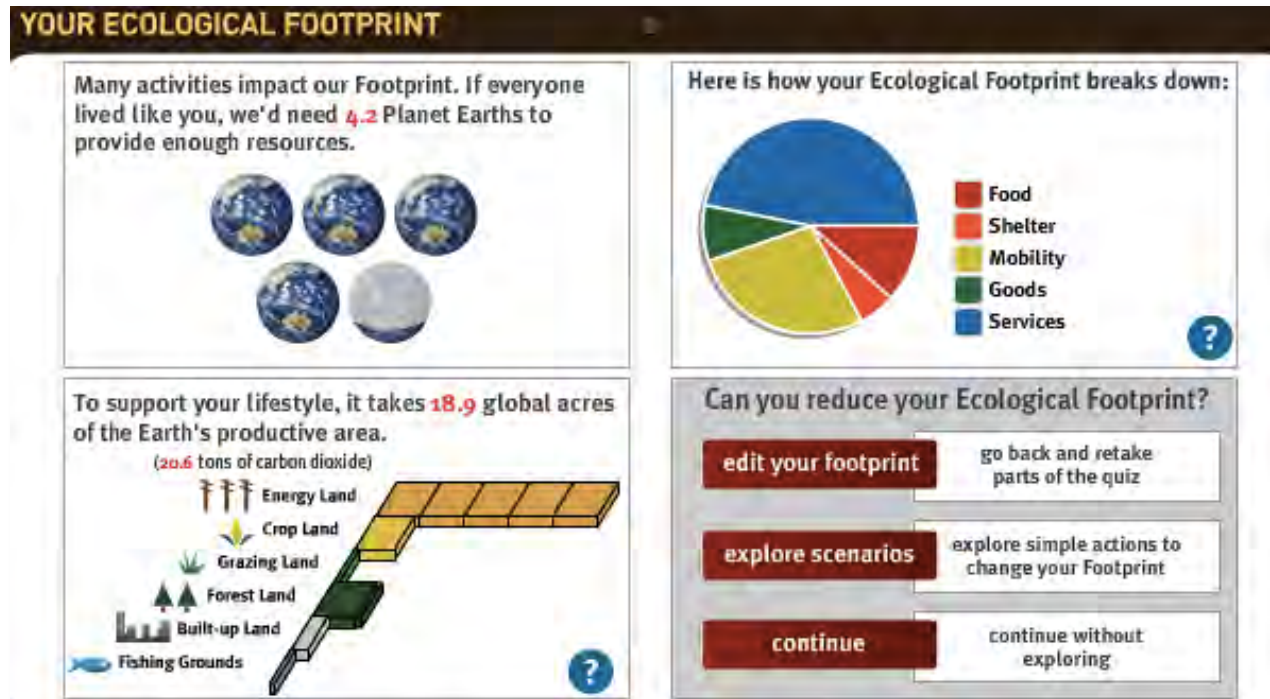 YOUR ECOLOGICAL FOOTPRINT
Many activities impact our Footprint. If everyone
lived like you, we'd need 4.2 Planet Earths to
provide enough resources.
Here is how your Ecological Footprint breaks down:
Food
Shelter
Mobility
Goods
Services
?
To support your lifestyle, it takes 18.9 global acres
of the Earth's productive area.
(20.6 tons of carbon dioxide)
Energy Land
Crop Land
Grazing Land
Forest Land
Built-up Land
Fishing Grounds
?
Can you reduce your Ecological Footprint?
edit your footprint
go back and retake
parts of the quiz
explore scenarios
explore simple actions to
change your Footprint
continue
continue without
exploring